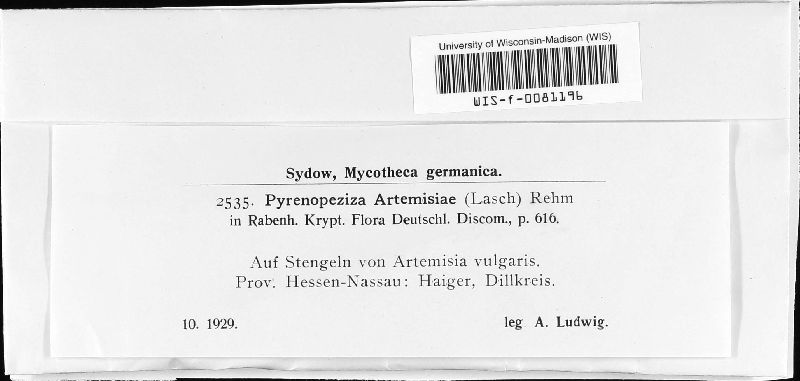 University of Wisconsin-Madison (WIS)
WIS-f-0081196
Sydow, Mycotheca germanica.
2535. Pyrenopeziza Artemisiae (Lasch) Rehm
in Rabenh. Krypt. Flora Deutschl. Discom., p. 616.
Auf Stengeln von Artemisia vulgaris.
Prov. Hessen-Nassau: Haiger, Dillkreis.
10. 1929. leg A. Ludwig.